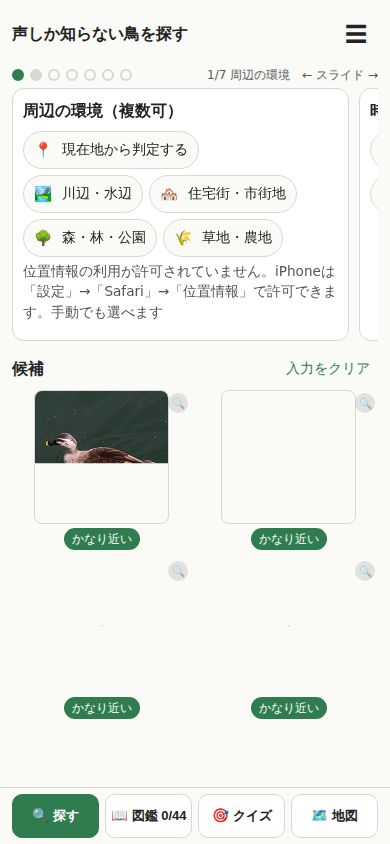 声しか知らない鳥を探す
1/7 周辺の環境 ← スライド →
周辺の環境（複数可）
📍 現在地から判定する
🏞️ 川辺・水辺
🏘️ 住宅街・市街地
🌳 森・林・公園
🌾 草地・農地
位置情報の利用が許可されていません。iPhoneは
「設定」→「Safari」→「位置情報」で許可できま
す。手動でも選べます
候補
入力をクリア
かなり近い
かなり近い
かなり近い
かなり近い
🔍 探す
📖 図鑑 0/44
🎯 クイズ
🗺️ 地図